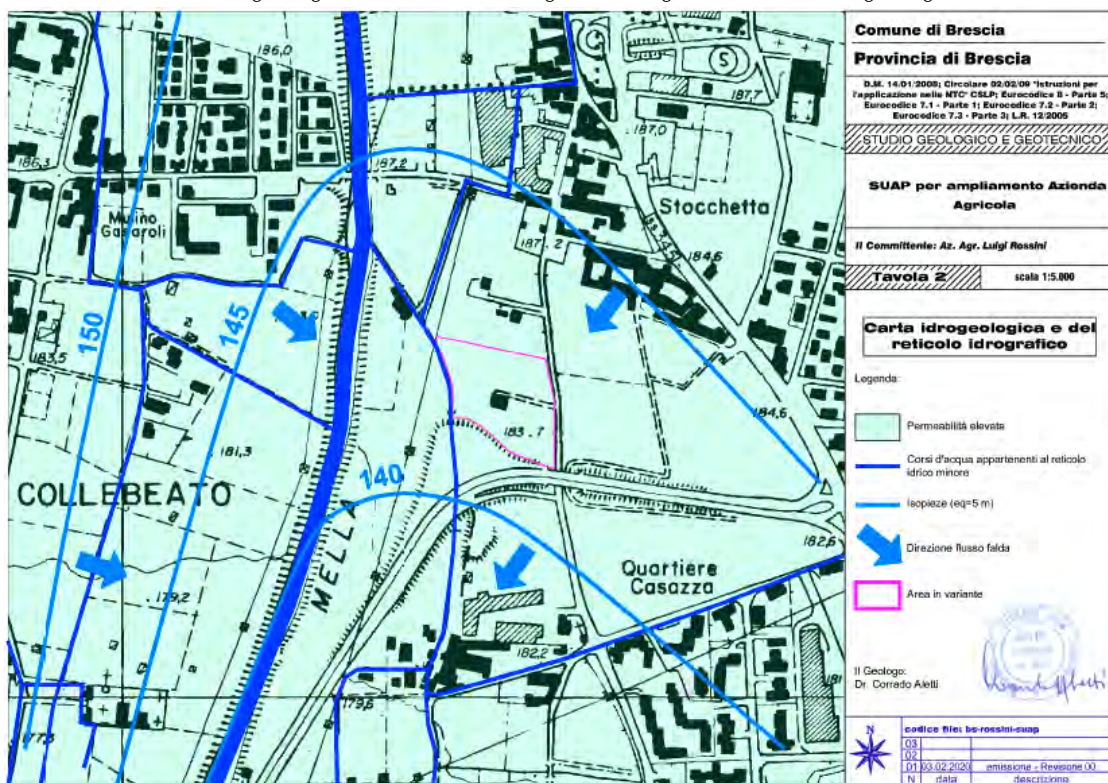 186,0
187,7
187,0
186,3
187,2
Mulino
Gasaroli
Stocchetta
SS 345
187, 2
184,6
S
150
145
183,5
181,3
183. 7
184,6
COLLEBEATO
140
MELLA
182,6
Quartiere
Casazza
179,2
182,2
179,6
177,3
181
Comune di Brescia
Provincia di Brescia
D.M. 14/01/2008; Circolare 02/02/09 "Istruzioni per
l'applicazione nelle NTC" CSLP; Eurocodice 8 - Parte 5;
Eurocodice 7.1 - Parte 1; Eurocodice 7.2 - Parte 2;
Eurocodice 7.3 - Parte 3; L.R. 12/2005
STUDIO GEOLOGICO E GEOTECNICO
SUAP per ampliamento Azienda
Agricola
Il Committente: Az. Agr. Luigi Rossini
Tavola 2 scala 1:5.000
Carta idrogeologica e del
reticolo idrografico
Legenda:
Permeabilità elevata
Corsi d'acqua appartenenti al reticolo
idrico minore
Isopieze (eq=5 m)
Direzione flusso falda
Area in variante
Il Geologo:
Dr. Corrado Aletti
N
codice file: bs-rossini-suap
03
02
01 03.02.2020 emissione - Revisione 00
N data descrizione